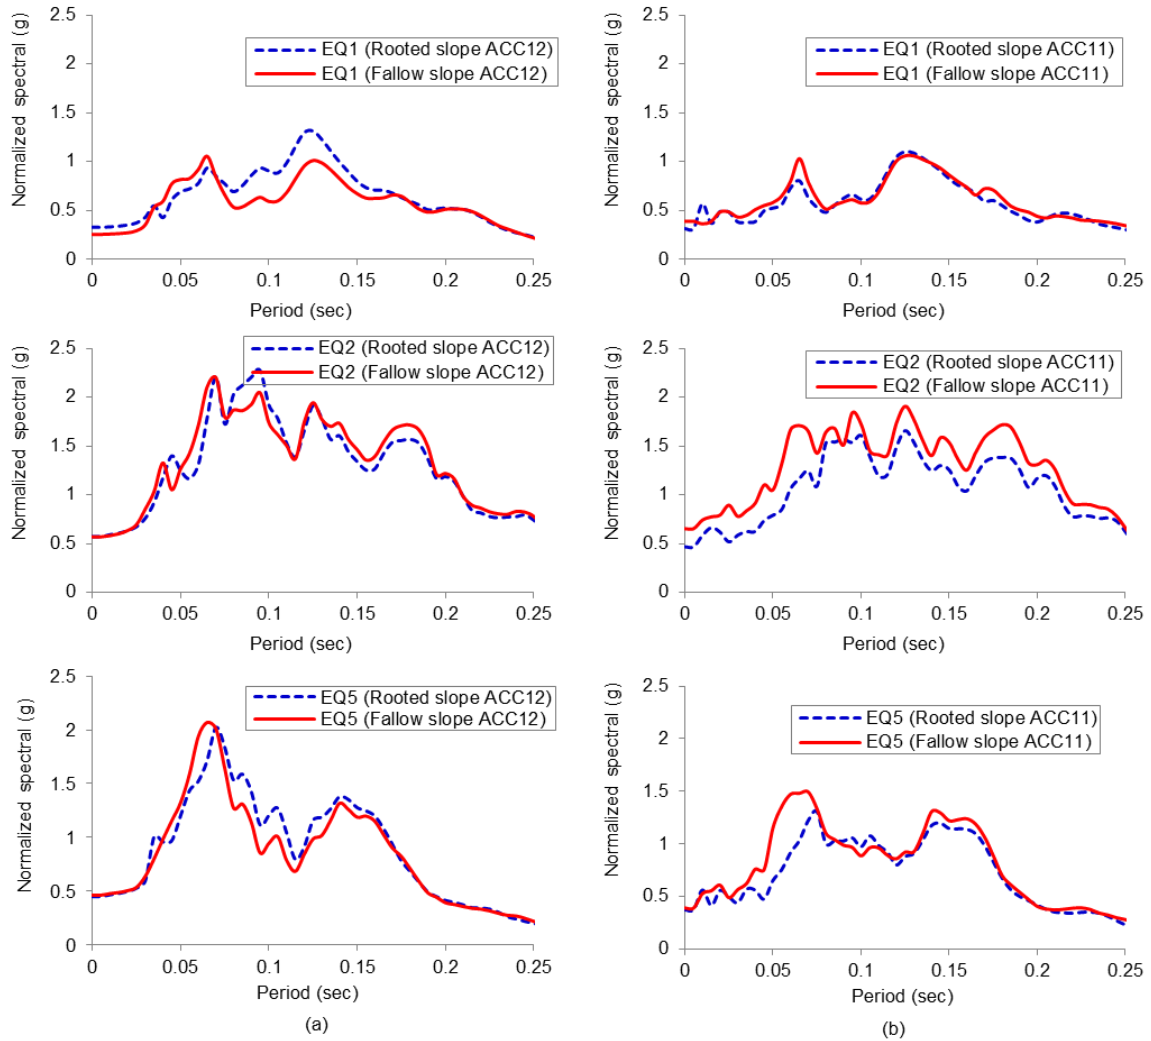 Normalized spectral (g)
2.5
2
1.5
1
0.5
0
EQ1 (Rooted slope ACC12)
EQ1 (Fallow slope ACC12)
0 0.05 0.1 0.15 0.2 0.25
Period (sec)
Normalized spectral (g)
2.5
2
1.5
1
0.5
0
EQ1 (Rooted slope ACC11)
EQ1 (Fallow slope ACC11)
0 0.05 0.1 0.15 0.2 0.25
Period (sec)
Normalized spectral (g)
2.5
2
1.5
1
0.5
0
EQ2 (Rooted slope ACC12)
EQ2 (Fallow slope ACC12)
0 0.05 0.1 0.15 0.2 0.25
Period (sec)
Normalized spectral (g)
2.5
2
1.5
1
0.5
0
EQ2 (Rooted slope ACC11)
EQ2 (Fallow slope ACC11)
0 0.05 0.1 0.15 0.2 0.25
Period (sec)
Normalized spectral (g)
2.5
2
1.5
1
0.5
0
EQ5 (Rooted slope ACC12)
EQ5 (Fallow slope ACC12)
0 0.05 0.1 0.15 0.2 0.25
Period (sec)
(a)
Normalized spectral (g)
2.5
2
1.5
1
0.5
0
EQ5 (Rooted slope ACC11)
EQ5 (Fallow slope ACC11)
0 0.05 0.1 0.15 0.2 0.25
Period (sec)
(b)